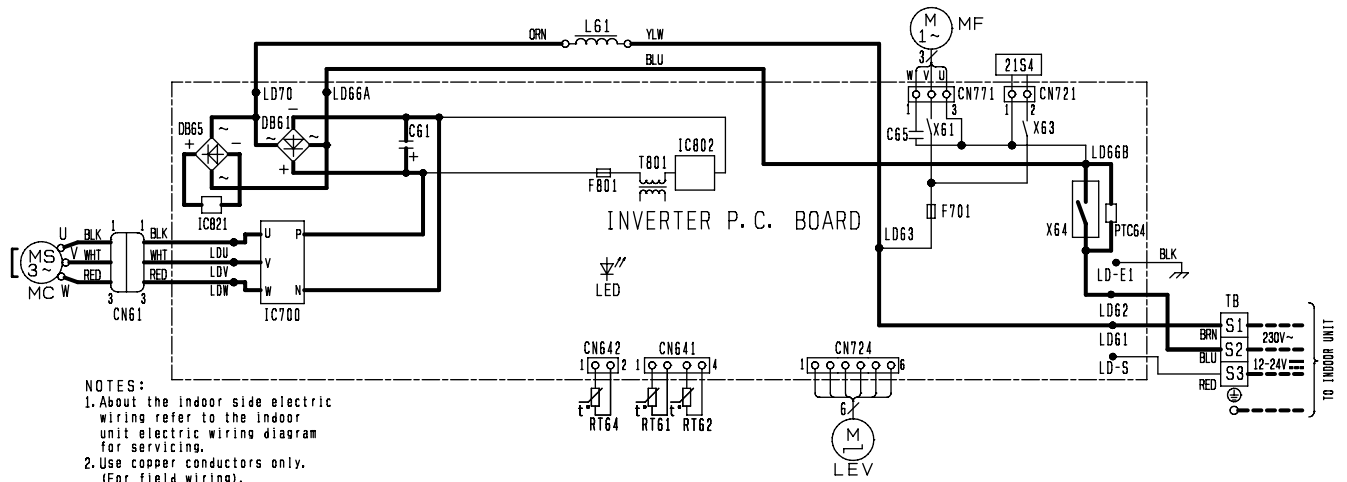 L61
ORN
YLW
BLU
M
1~
MF
3
W V U
21S4
LD70
LD66A
CN771
CN721
1
3
1
2
DB65
~
DB61
−
~
~
+
−
~
+
C61
+
C65
X61
X63
IC802
T801
F801
LD66B
IC821
F701
X64
PTC64
INVERTER P.C. BOARD
LD63
U
BLK
1
1
BLK
U
P
MS
3~
V
WHT
WHT
LDU
V
RED
RED
LDV
W
N
MC
W
3
3
LDW
CN61
IC700
LED
BLK
LD-E1
LD62
TB
BRN
S1
230V~
LD61
BLU
S2
12-24V
LD-S
RED
S3
TO INDOOR UNIT
CN642
1
2
CN641
1
4
CN724
1
6
t°
RT64
t°
RT61
t°
RT62
6
M
LEV
NOTES:
1. About the indoor side electric
wiring refer to the indoor
unit electric wiring diagram
for servicing.
2. Use copper conductors only.
(For field wiring).